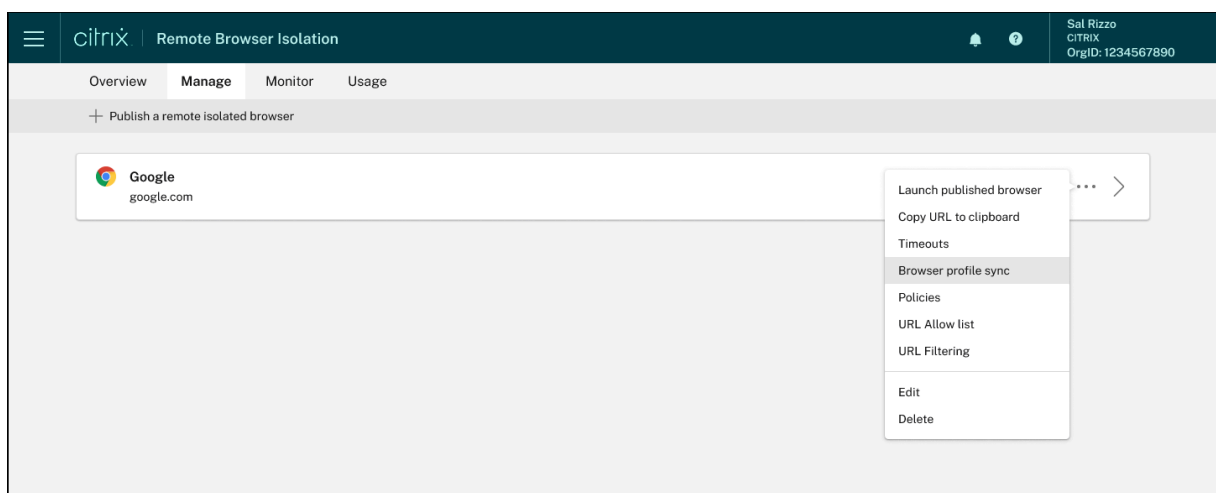 citrix | Remote Browser Isolation
Sal Rizzo
CITRIX
OrgID: 1234567890
Overview Manage Monitor Usage
+ Publish a remote isolated browser
Google
google.com
Launch published browser
Copy URL to clipboard
Timeouts
Browser profile sync
Policies
URL Allow list
URL Filtering
Edit
Delete